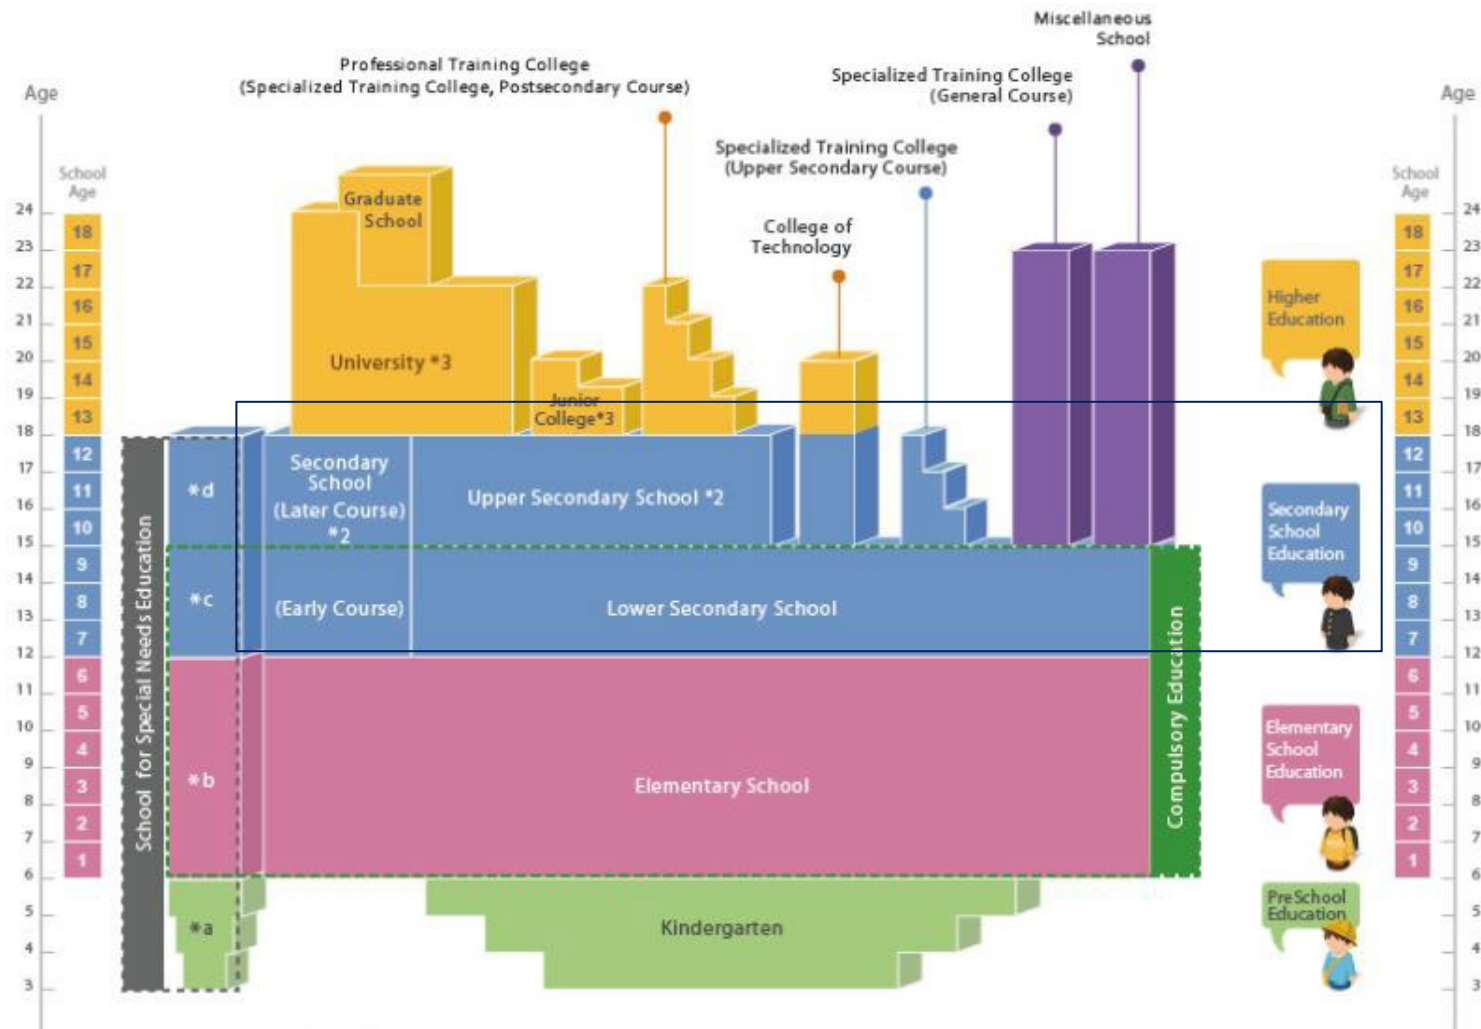 Miscellaneous
School
Professional Training College
(Specialized Training College, Postsecondary Course)
Specialized Training College
(General Course)
Specialized Training College
(Upper Secondary Course)
College of
Technology
Age
School
Age
24
23
22
21
20
19
18
17
16
15
14
13
12
11
10
9
8
7
6
5
4
3
18
17
16
15
14
13
12
11
10
9
8
7
6
5
4
3
2
1
School for Special Needs Education
*d
*c
*b
*a
Graduate
School
University *3
Junior
College*3
Secondary
School
(Later Course)
*2
Upper Secondary School *2
(Early Course)
Lower Secondary School
Elementary School
Kindergarten
Compulsory Education
Higher
Education
Secondary
School
Education
Elementary
School
Education
PreSchool
Education
Age
School
Age
18
17
16
15
14
13
12
11
10
9
8
7
6
5
4
3
2
1
24
23
22
21
20
19
18
17
16
15
14
13
12
11
10
9
8
7
6
5
4
3